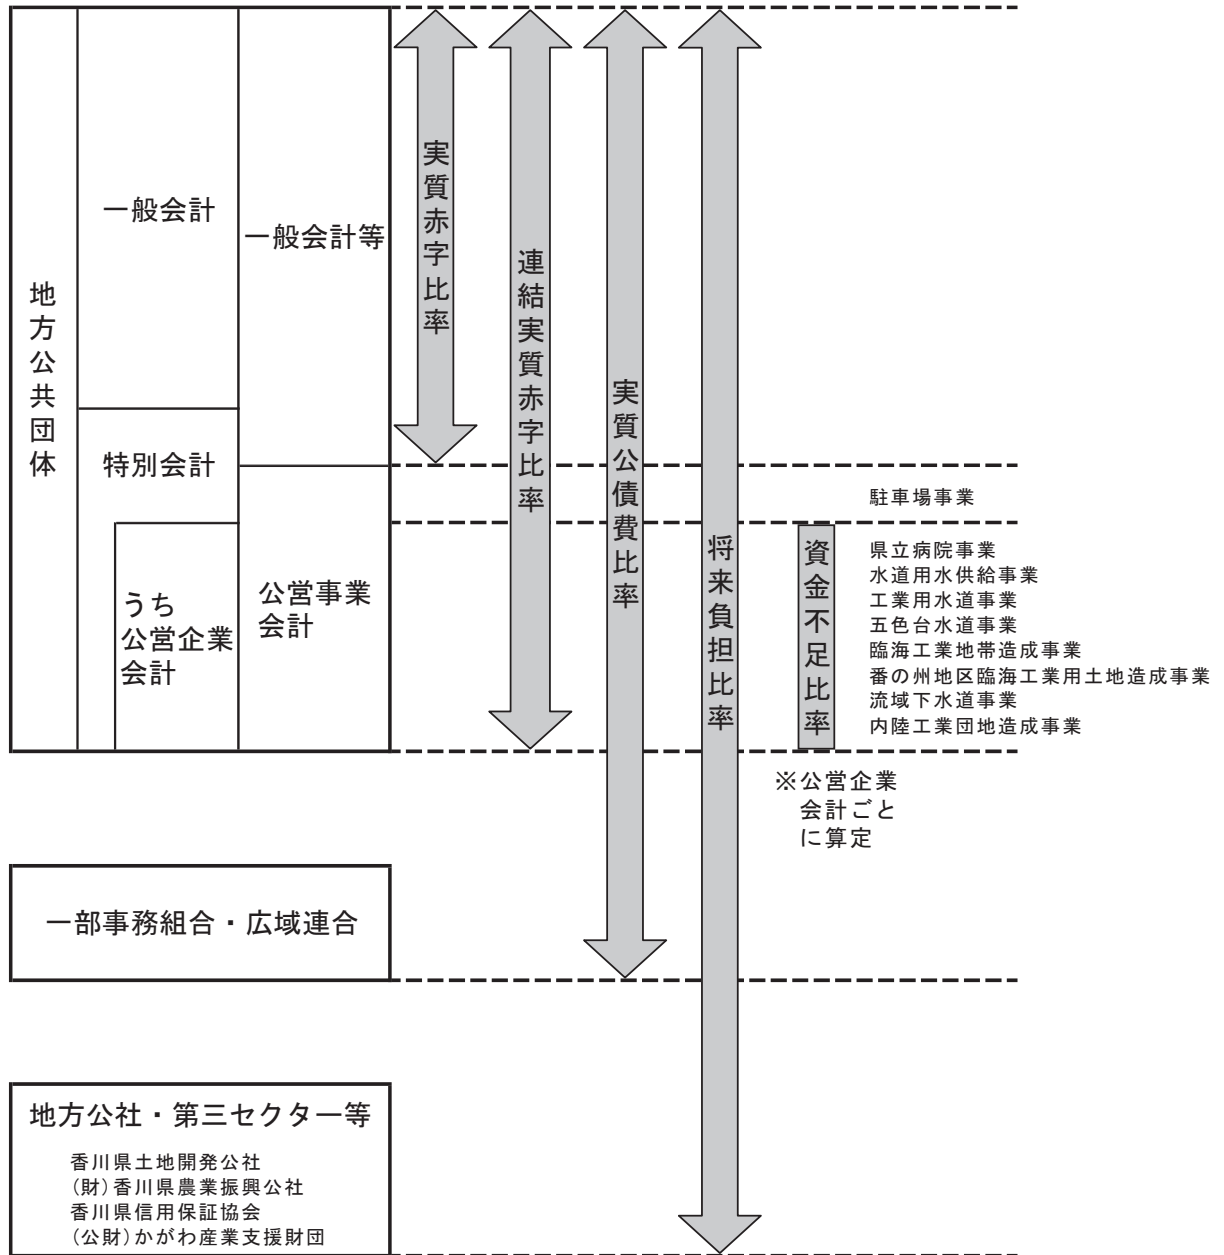 地方公共団体
一般会計
特別会計
うち
公営企業
会計
一般会計等
公営事業
会計
実質赤字比率
連結実質赤字比率
実質公債費比率
将来負担比率
資金不足比率
駐車場事業
県立病院事業
水道用水供給事業
工業用水道事業
五色台水道事業
臨海工業地帯造成事業
番の州地区臨海工業用土地造成事業
流域下水道事業
内陸工業団地造成事業
※公営企業
会計ごと
に算定
一部事務組合・広域連合
地方公社・第三セクター等
香川県土地開発公社
(財)香川県農業振興公社
香川県信用保証協会
(公財)かがわ産業支援財団